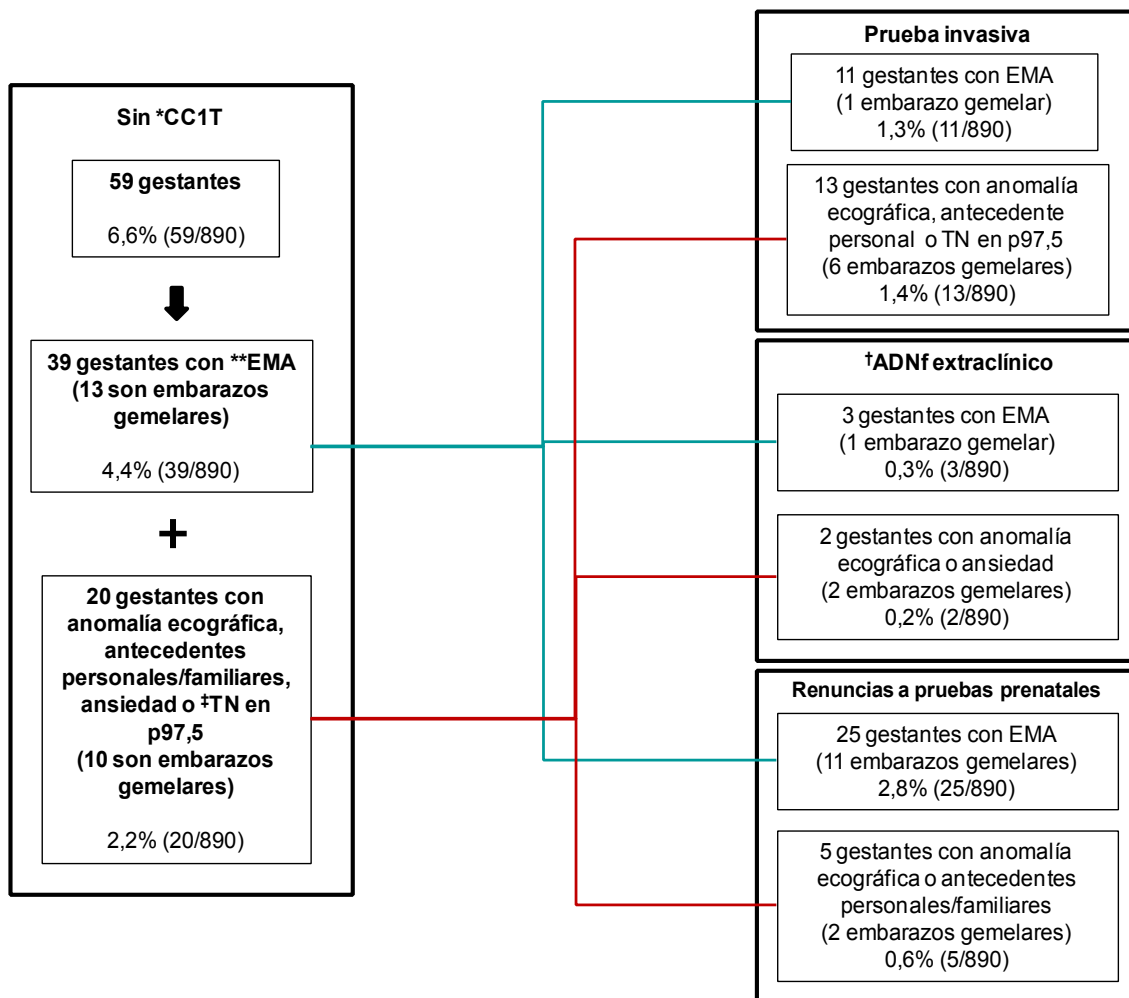 Sin *CC1T
59 gestantes
6,6% (59/890)
39 gestantes con **EMA
(13 son embarazos
gemelares)
4,4% (39/890)
+
20 gestantes con
anomalía ecográfica,
antecedentes
personales/familiares,
ansiedad o ‡TN en
p97,5
(10 son embarazos
gemelares)
2,2% (20/890)
Prueba invasiva
11 gestantes con EMA
(1 embarazo gemelar)
1,3% (11/890)
13 gestantes con anomalía
ecográfica, antecedente
personal o TN en p97,5
(6 embarazos gemelares)
1,4% (13/890)
†ADNf extraclínico
3 gestantes con EMA
(1 embarazo gemelar)
0,3% (3/890)
2 gestantes con anomalía
ecográfica o ansiedad
(2 embarazos gemelares)
0,2% (2/890)
Renuncias a pruebas prenatales
25 gestantes con EMA
(11 embarazos gemelares)
2,8% (25/890)
5 gestantes con anomalía
ecográfica o antecedentes
personales/familiares
(2 embarazos gemelares)
0,6% (5/890)